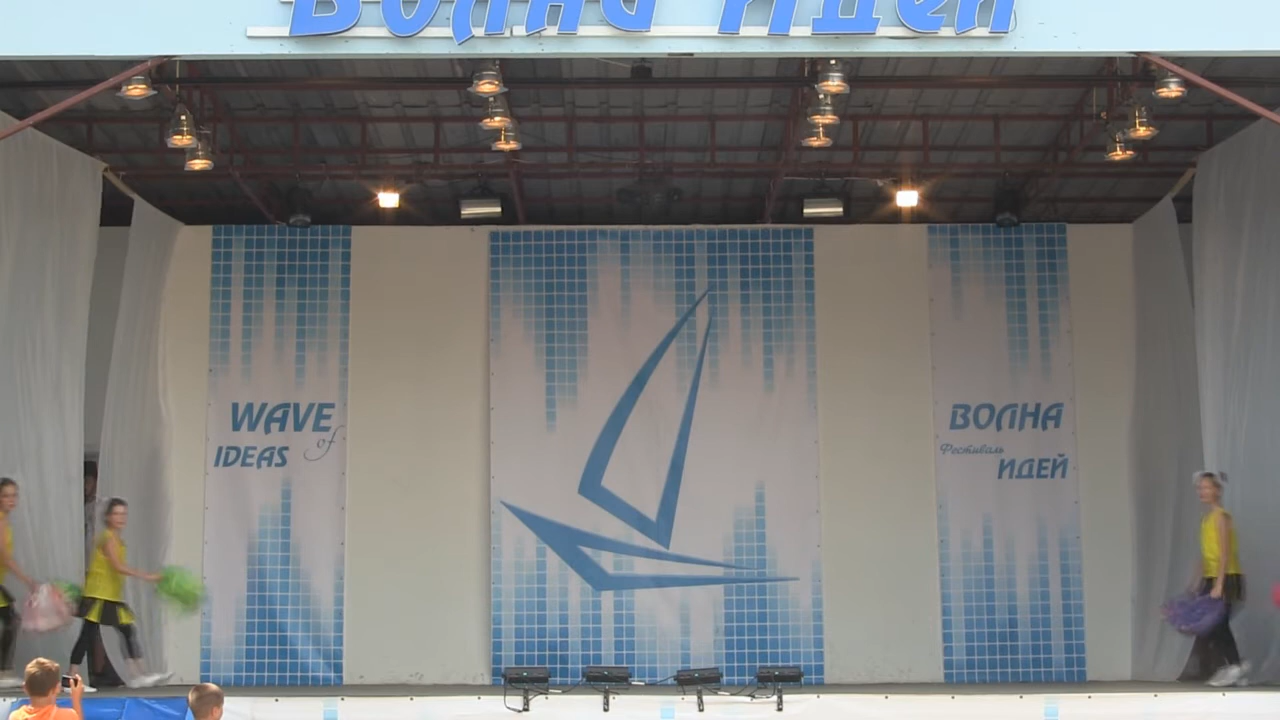 Волна Идей
WAVE
of
IDEAS
ВОЛНА
Фестиваль
ИДЕЙ